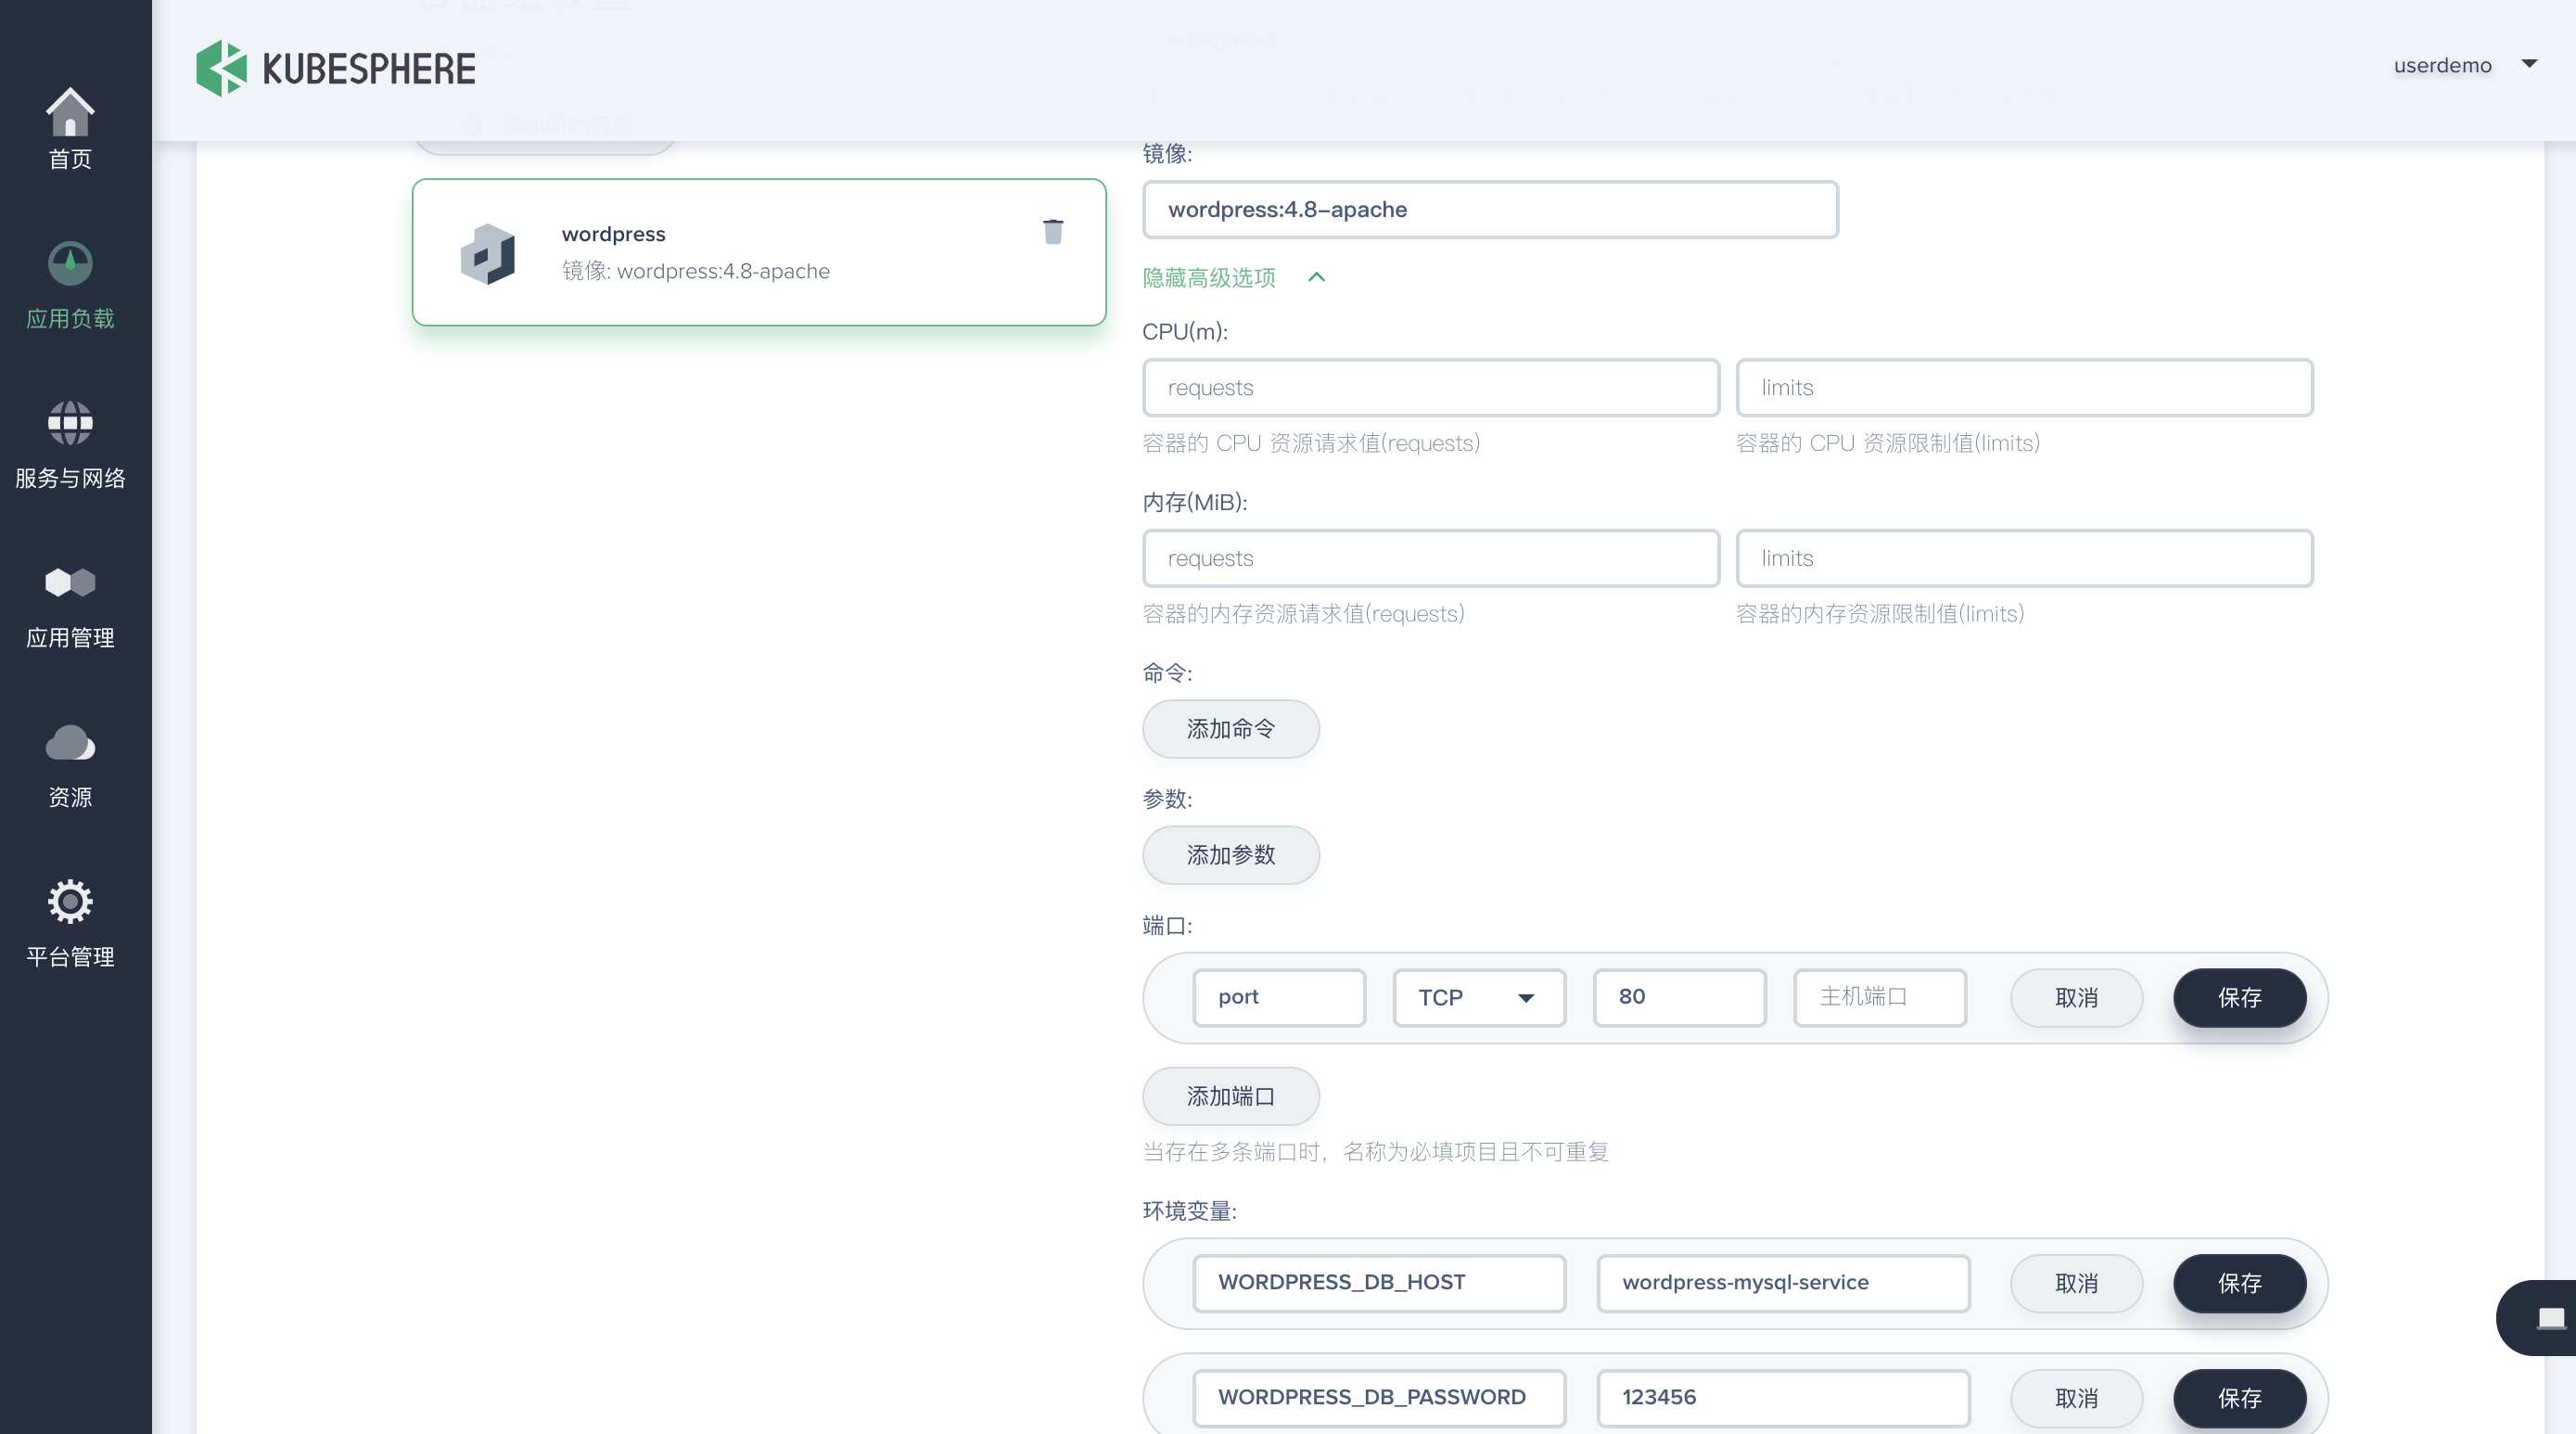 KUBESPHERE
userdemo
首页
应用负载
服务与网络
应用管理
资源
平台管理
添加新的容器
wordpress
镜像: wordpress:4.8-apache
镜像:
wordpress:4.8-apache
隐藏高级选项
CPU(m):
requests
limits
容器的 CPU 资源请求值(requests)
容器的 CPU 资源限制值(limits)
内存(MiB):
requests
limits
容器的内存资源请求值(requests)
容器的内存资源限制值(limits)
命令:
添加命令
参数:
添加参数
端口:
port TCP 80 主机端口 取消 保存
添加端口
当存在多条端口时，名称为必填项目且不可重复
环境变量:
WORDPRESS_DB_HOST wordpress-mysql-service 取消 保存
WORDPRESS_DB_PASSWORD 123456 取消 保存